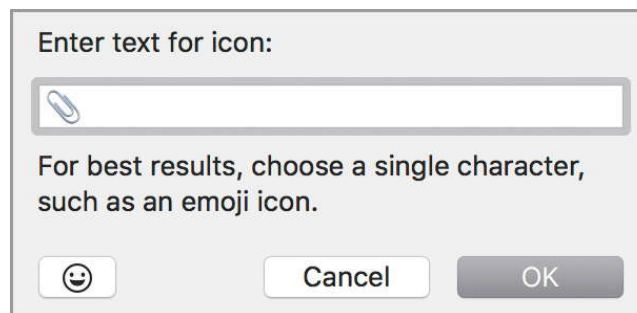 Enter text for icon:
📎
For best results, choose a single character,
such as an emoji icon.
Cancel
OK